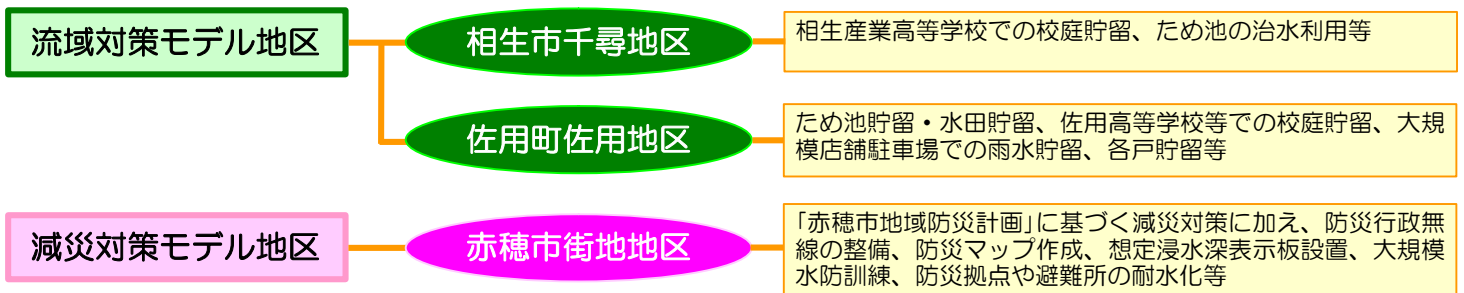 流域対策モデル地区
相生市千尋地区
相生産業高等学校での校庭貯留、ため池の治水利用等
佐用町佐用地区
ため池貯留・水田貯留、佐用高等学校等での校庭貯留、大規
模店舗駐車場での雨水貯留、各戸貯留等
減災対策モデル地区
赤穂市街地地区
「赤穂市地域防災計画」に基づく減災対策に加え、防災行政無
線の整備、防災マップ作成、想定浸水深表示板設置、大規模
水防訓練、防災拠点や避難所の耐水化等